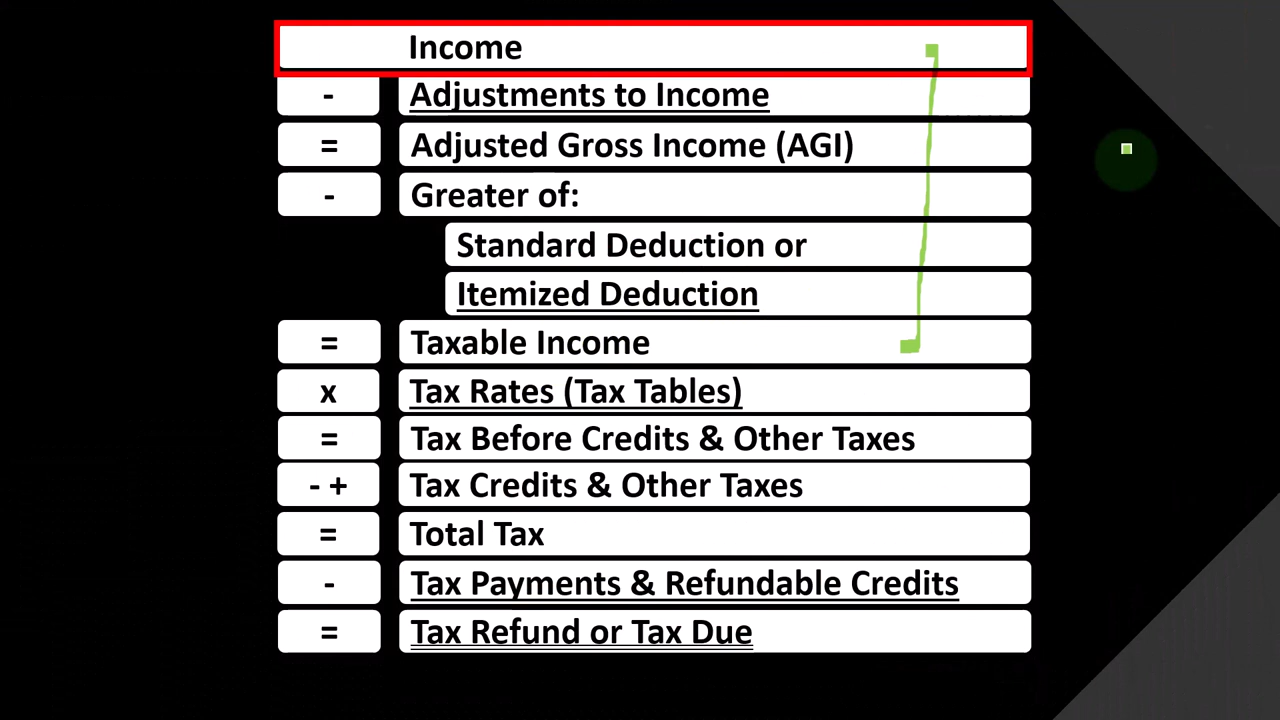 Income
- Adjustments to Income
= Adjusted Gross Income (AGI)
- Greater of:
Standard Deduction or
Itemized Deduction
= Taxable Income
x Tax Rates (Tax Tables)
= Tax Before Credits & Other Taxes
- + Tax Credits & Other Taxes
= Total Tax
- Tax Payments & Refundable Credits
= Tax Refund or Tax Due